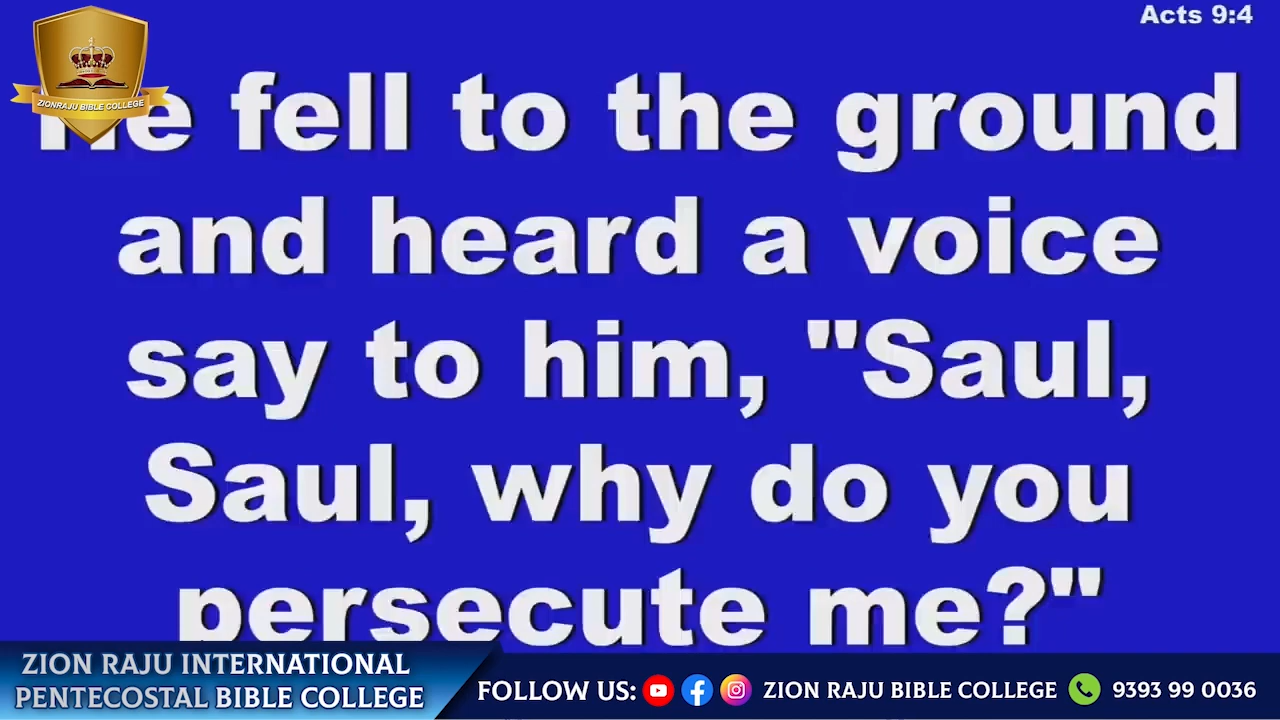 Acts 9:4
ZIONRAJU BIBLE COLLEGE
He fell to the ground
and heard a voice
say to him, "Saul,
Saul, why do you
persecute me?"
ZION RAJU INTERNATIONAL
PENTECOSTAL BIBLE COLLEGE
FOLLOW US: ZION RAJU BIBLE COLLEGE 9393 99 0036